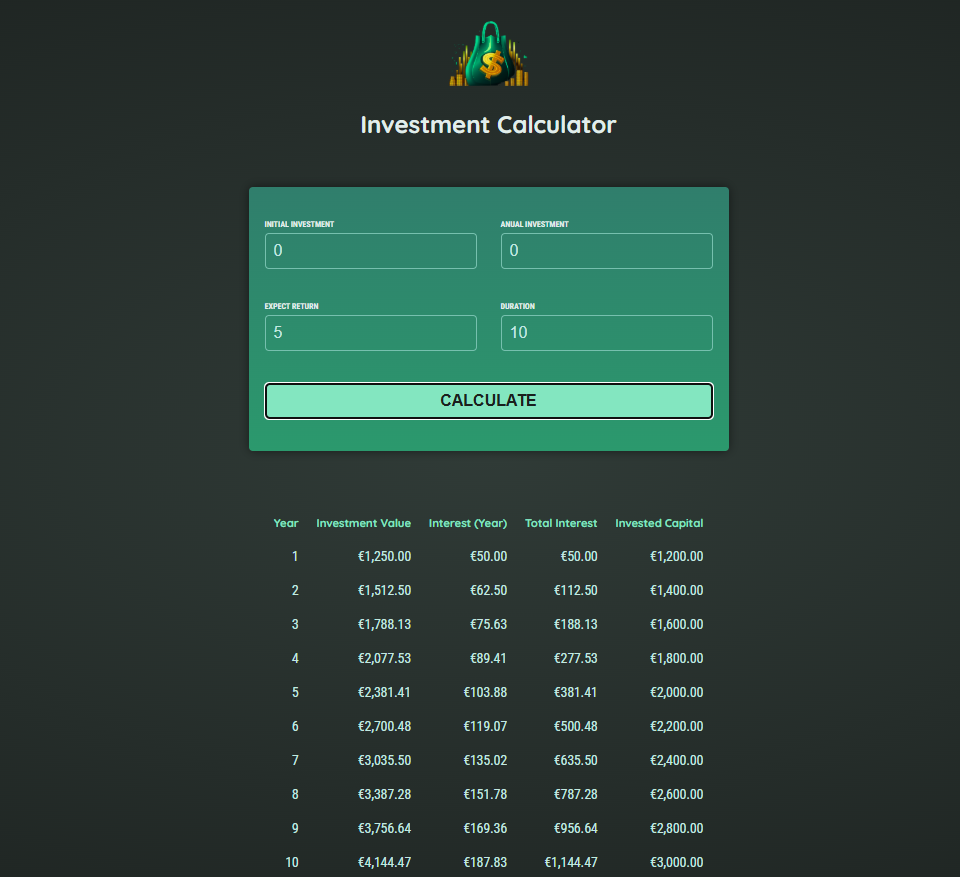 $
Investment Calculator
INITIAL INVESTMENT ANUAL INVESTMENT
0 0
EXPECT RETURN DURATION
5 10
CALCULATE
Year Investment Value Interest (Year) Total Interest Invested Capital
1 €1,250.00 €50.00 €50.00 €1,200.00
2 €1,512.50 €62.50 €112.50 €1,400.00
3 €1,788.13 €75.63 €188.13 €1,600.00
4 €2,077.53 €89.41 €277.53 €1,800.00
5 €2,381.41 €103.88 €381.41 €2,000.00
6 €2,700.48 €119.07 €500.48 €2,200.00
7 €3,035.50 €135.02 €635.50 €2,400.00
8 €3,387.28 €151.78 €787.28 €2,600.00
9 €3,756.64 €169.36 €956.64 €2,800.00
10 €4,144.47 €187.83 €1,144.47 €3,000.00